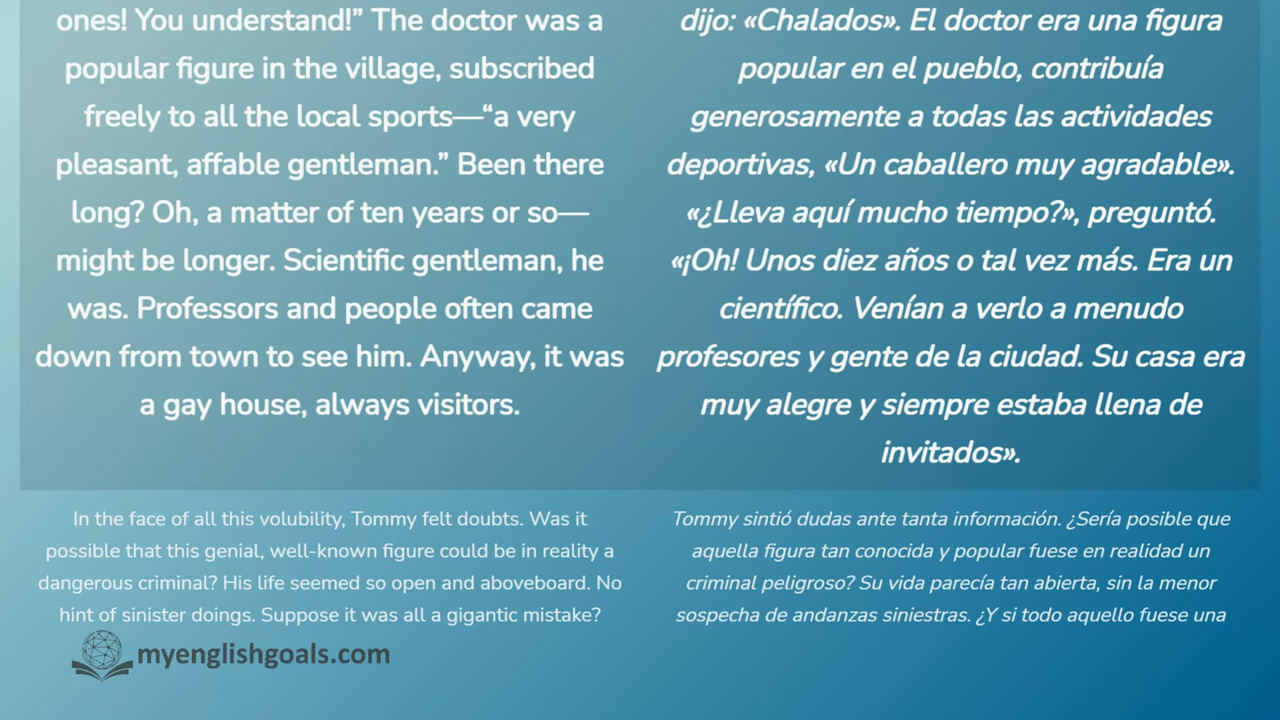 ones! You understand!” The doctor was a
popular figure in the village, subscribed
freely to all the local sports—“a very
pleasant, affable gentleman.” Been there
long? Oh, a matter of ten years or so—
might be longer. Scientific gentleman, he
was. Professors and people often came
down from town to see him. Anyway, it was
a gay house, always visitors.
dijo: «Chalados». El doctor era una figura
popular en el pueblo, contribuía
generosamente a todas las actividades
deportivas, «Un caballero muy agradable».
«¿Lleva aquí mucho tiempo?», preguntó.
«¡Oh! Unos diez años o tal vez más. Era un
científico. Venían a verlo a menudo
profesores y gente de la ciudad. Su casa era
muy alegre y siempre estaba llena de
invitados».
In the face of all this volubility, Tommy felt doubts. Was it
possible that this genial, well-known figure could be in reality a
dangerous criminal? His life seemed so open and aboveboard. No
hint of sinister doings. Suppose it was all a gigantic mistake?
Tommy sintió dudas ante tanta información. ¿Sería posible que
aquella figura tan conocida y popular fuese en realidad un
criminal peligroso? Su vida parecía tan abierta, sin la menor
sospecha de andanzas siniestras. ¿Y si todo aquello fuese una
myenglishgoals.com